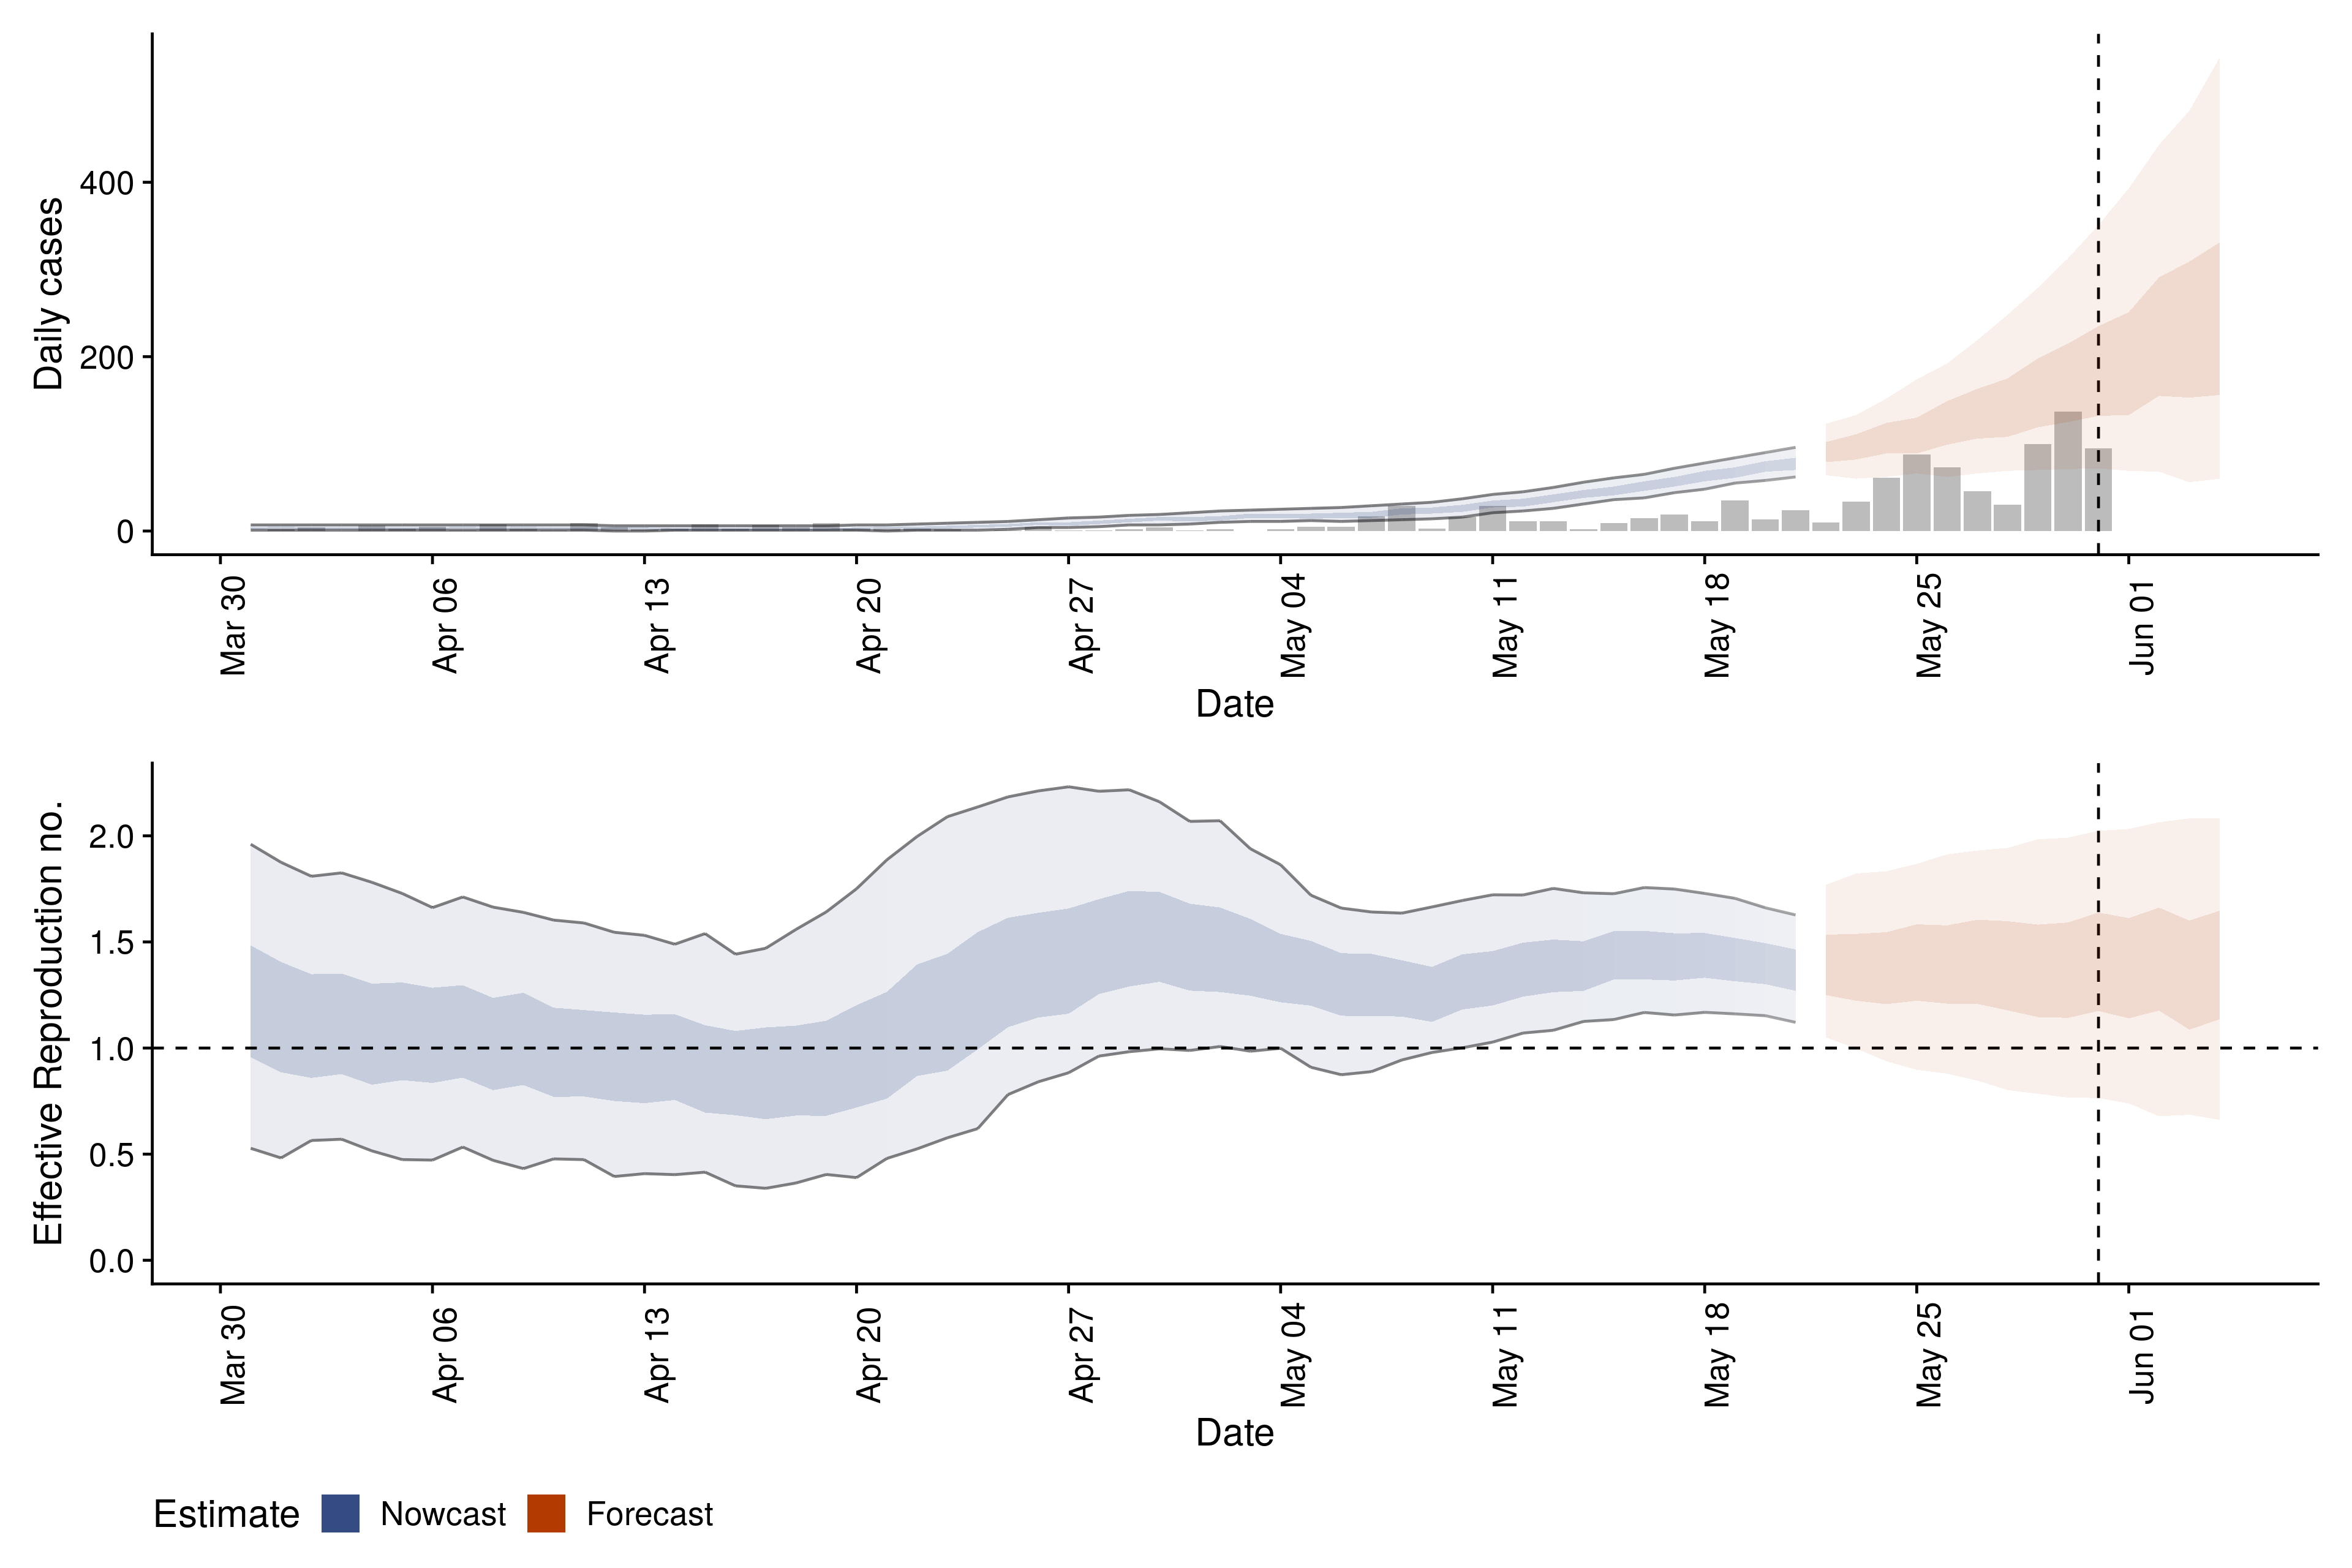 Daily cases
400
200
0
Mar 30
Apr 06
Apr 13
Apr 20
Apr 27
May 04
May 11
May 18
May 25
Jun 01
Date
Effective Reproduction no.
2.0
1.5
1.0
0.5
0.0
Mar 30
Apr 06
Apr 13
Apr 20
Apr 27
May 04
May 11
May 18
May 25
Jun 01
Date
Estimate Nowcast Forecast